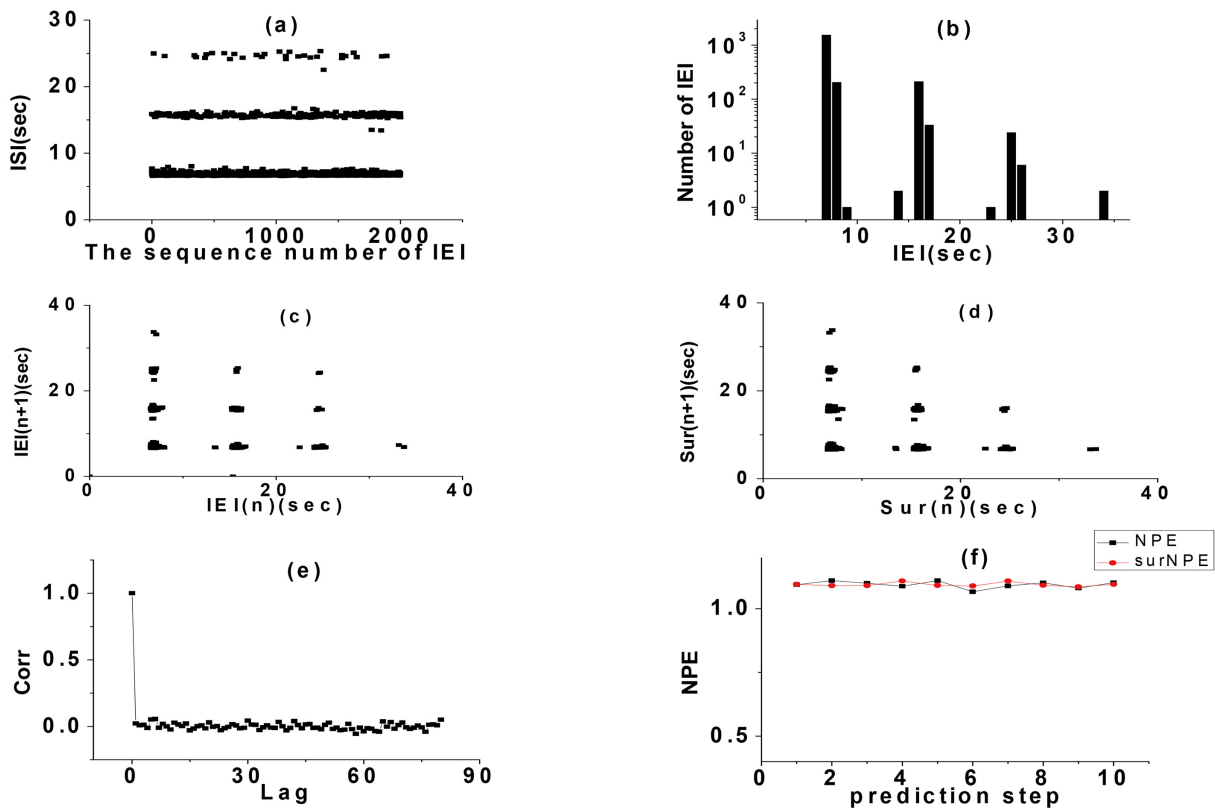 (a)
30
20
10
0
ISI(sec)
0 1000 2000
The sequence number of IEI
(b)
10^3
10^2
10^1
10^0
Number of IEI
10 20 30
IEI(sec)
(c)
40
20
0
IEI(n+1)(sec)
0 20 40
IEI(n)(sec)
(d)
40
20
0
Sur(n+1)(sec)
0 20 40
Sur(n)(sec)
(e)
1.0
0.5
0.0
Corr
0 30 60 90
Lag
(f)
NPE
surNPE
1.0
0.5
NPE
0 2 4 6 8 10
prediction step